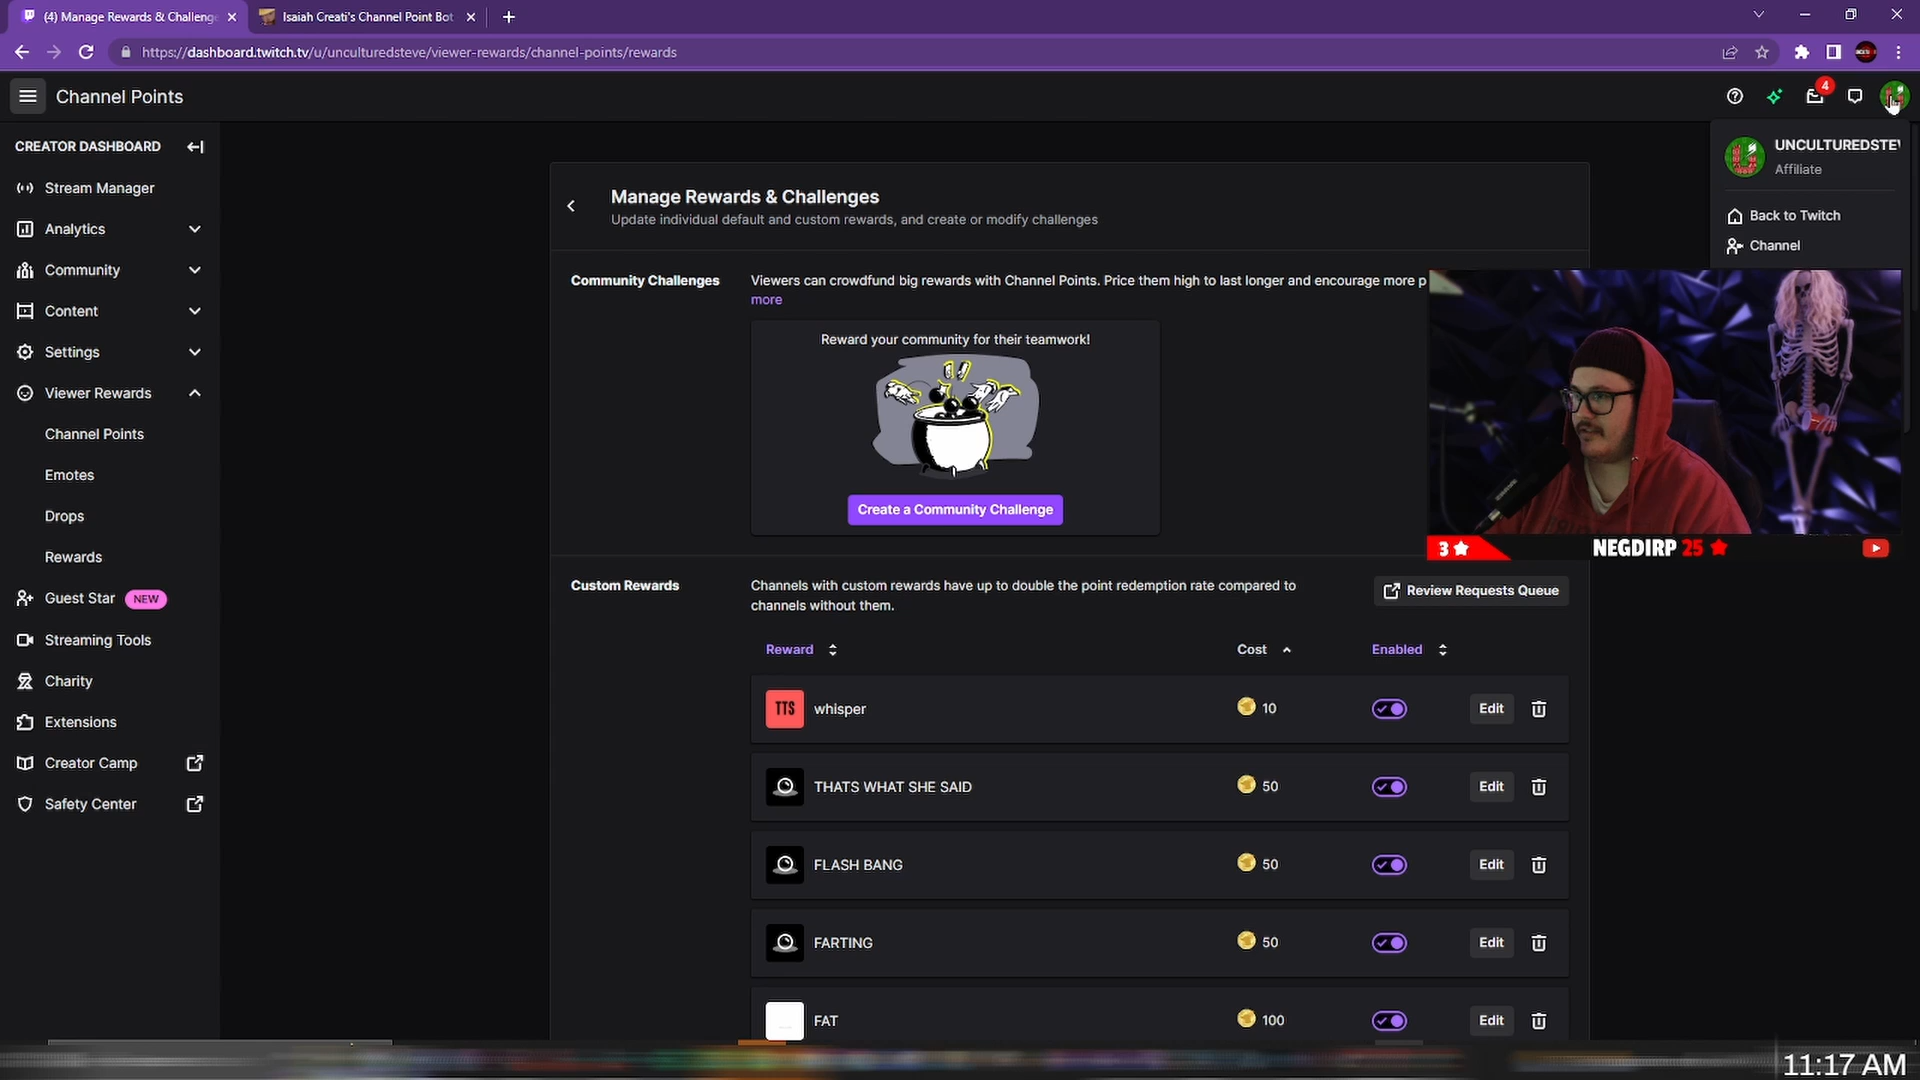 (4) Manage Rewards & Challenge
Isaiah Creati's Channel Point Bot
https://dashboard.twitch.tv/u/unculturedsteve/viewer-rewards/channel-points/rewards
Channel Points
4
CREATOR DASHBOARD
Stream Manager
Analytics
Community
Content
Settings
Viewer Rewards
Channel Points
Emotes
Drops
Rewards
Guest Star NEW
Streaming Tools
Charity
Extensions
Creator Camp
Safety Center
UNCULTUREDSTEV
Affiliate
Back to Twitch
Channel
Manage Rewards & Challenges
Update individual default and custom rewards, and create or modify challenges
Community Challenges
Viewers can crowdfund big rewards with Channel Points. Price them high to last longer and encourage more p
more
Reward your community for their teamwork!
Create a Community Challenge
3
NEGDIRP 25
Custom Rewards
Channels with custom rewards have up to double the point redemption rate compared to
channels without them.
Review Requests Queue
Reward Cost Enabled
TTS whisper 10 Edit
THATS WHAT SHE SAID 50 Edit
FLASH BANG 50 Edit
FARTING 50 Edit
FAT 100 Edit
11:17 AM